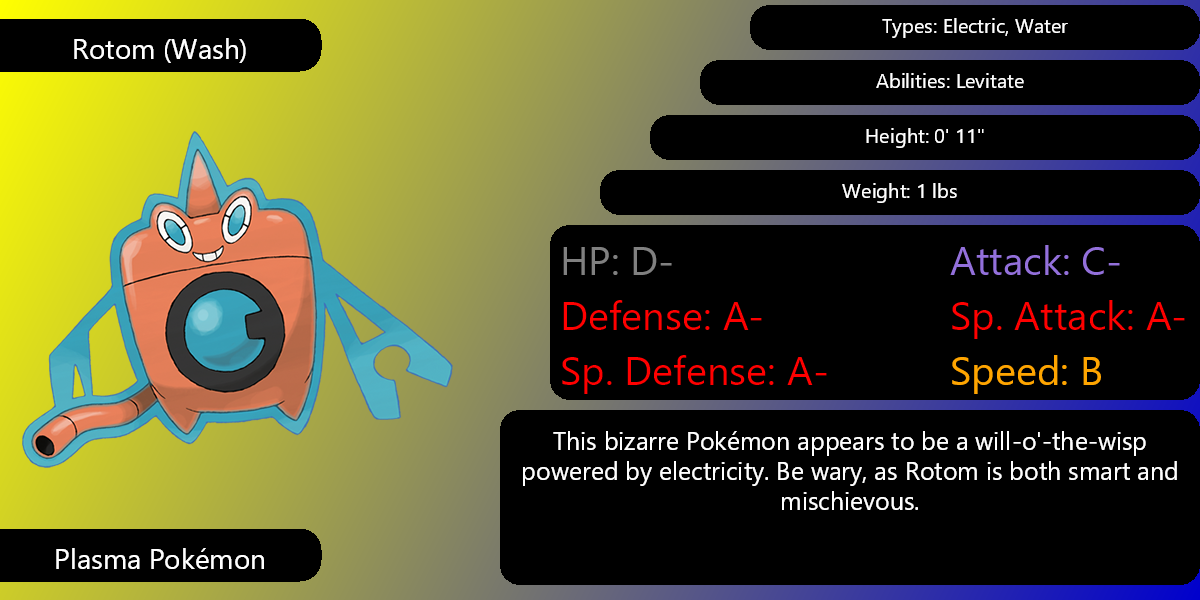 Rotom (Wash)
Types: Electric, Water
Abilities: Levitate
Height: 0' 11"
Weight: 1 lbs
HP: D-
Attack: C-
Defense: A-
Sp. Attack: A-
Sp. Defense: A-
Speed: B
This bizarre Pokémon appears to be a will-o'-the-wisp
powered by electricity. Be wary, as Rotom is both smart and
mischievous.
Plasma Pokémon